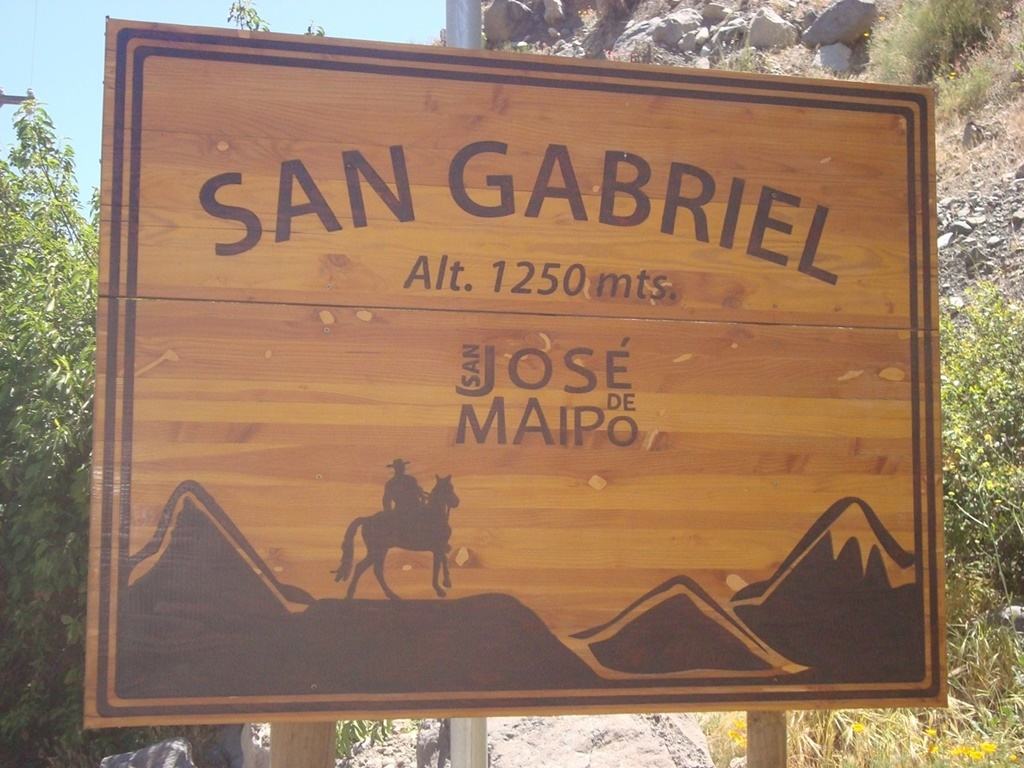 SAN GABRIEL
Alt. 1250 mts.
SAN JOSÉ
DE
MAIPO